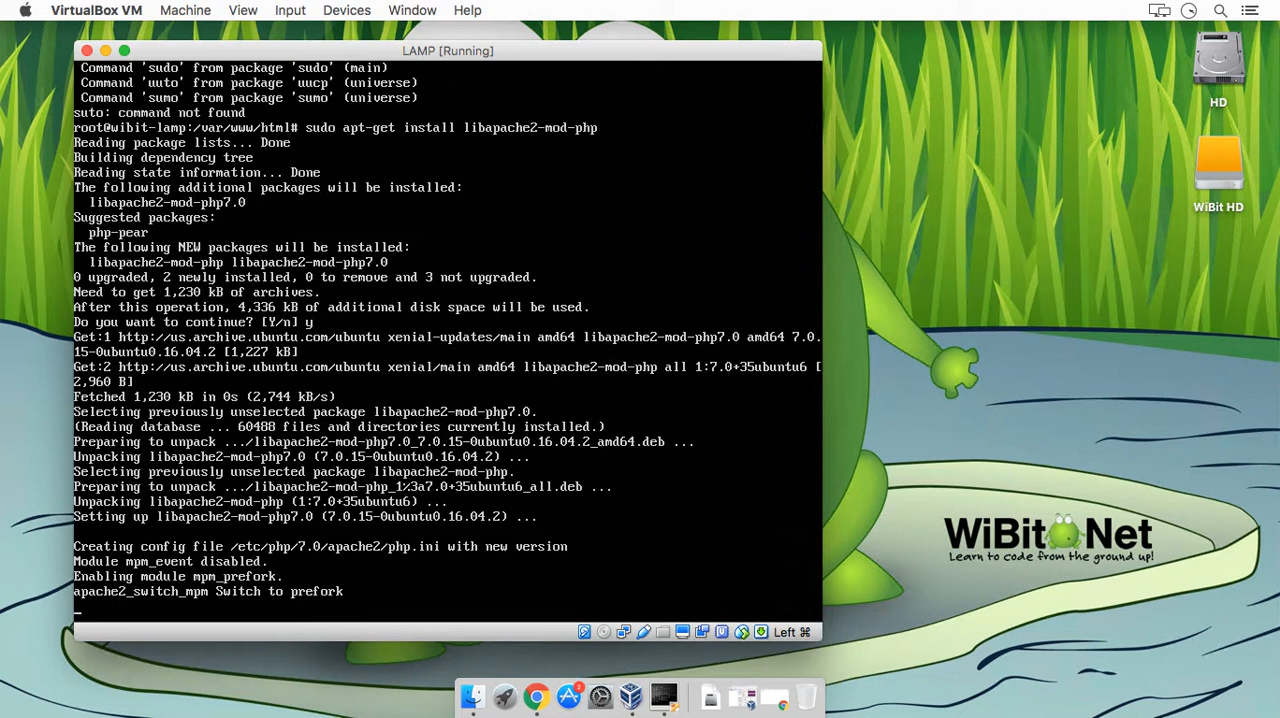 VirtualBox VM Machine View Input Devices Window Help
LAMP [Running]
Command 'sudo' from package 'sudo' (main)
Command 'uuto' from package 'uucp' (universe)
Command 'sumo' from package 'sumo' (universe)
suto: command not found
root@wibit-lamp:/var/www/html# sudo apt-get install libapache2-mod-php
Reading package lists... Done
Building dependency tree
Reading state information... Done
The following additional packages will be installed:
libapache2-mod-php7.0
Suggested packages:
php-pear
The following NEW packages will be installed:
libapache2-mod-php libapache2-mod-php7.0
0 upgraded, 2 newly installed, 0 to remove and 3 not upgraded.
Need to get 1,230 kB of archives.
After this operation, 4,336 kB of additional disk space will be used.
Do you want to continue? [Y/n] y
Get:1 http://us.archive.ubuntu.com/ubuntu xenial-updates/main amd64 libapache2-mod-php7.0 amd64 7.0.
15-0ubuntu0.16.04.2 [1,227 kB]
Get:2 http://us.archive.ubuntu.com/ubuntu xenial/main amd64 libapache2-mod-php all 1:7.0+35ubuntu6 [
2,960 B]
Fetched 1,230 kB in 0s (2,744 kB/s)
Selecting previously unselected package libapache2-mod-php7.0.
(Reading database ... 60488 files and directories currently installed.)
Preparing to unpack .../libapache2-mod-php7.0_7.0.15-0ubuntu0.16.04.2_amd64.deb ...
Unpacking libapache2-mod-php7.0 (7.0.15-0ubuntu0.16.04.2) ...
Selecting previously unselected package libapache2-mod-php.
Preparing to unpack .../libapache2-mod-php_1%3a7.0+35ubuntu6_all.deb ...
Unpacking libapache2-mod-php (1:7.0+35ubuntu6) ...
Setting up libapache2-mod-php7.0 (7.0.15-0ubuntu0.16.04.2) ...
Creating config file /etc/php/7.0/apache2/php.ini with new version
Module mpm_event disabled.
Enabling module mpm_prefork.
apache2_switch_mpm Switch to prefork
Left ⌘
HD
WiBit HD
WiBit Net
Learn to code from the ground up!
2